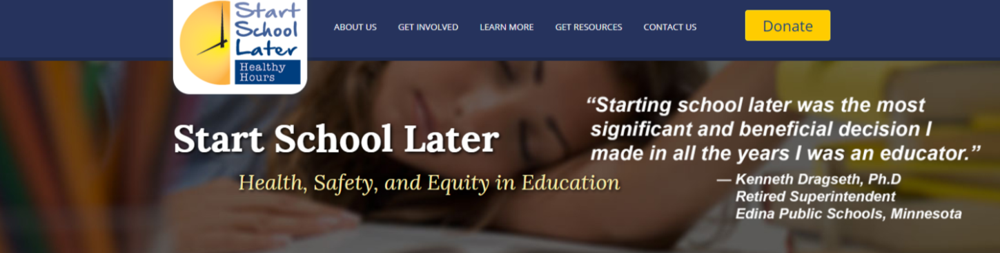 Start
School
Later
Healthy
Hours
ABOUT US
GET INVOLVED
LEARN MORE
GET RESOURCES
CONTACT US
Donate
Start School Later
Health, Safety, and Equity in Education
“Starting school later was the most
significant and beneficial decision I
made in all the years I was an educator.”
— Kenneth Dragseth, Ph.D
Retired Superintendent
Edina Public Schools, Minnesota